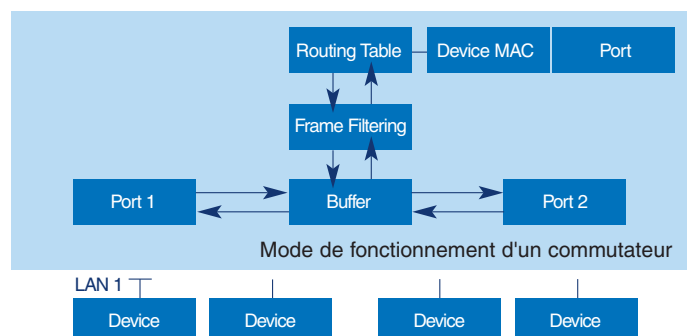 Routing Table
Device MAC
Port
Frame Filtering
Port 1
Buffer
Port 2
Mode de fonctionnement d'un commutateur
LAN 1
Device
Device
Device
Device